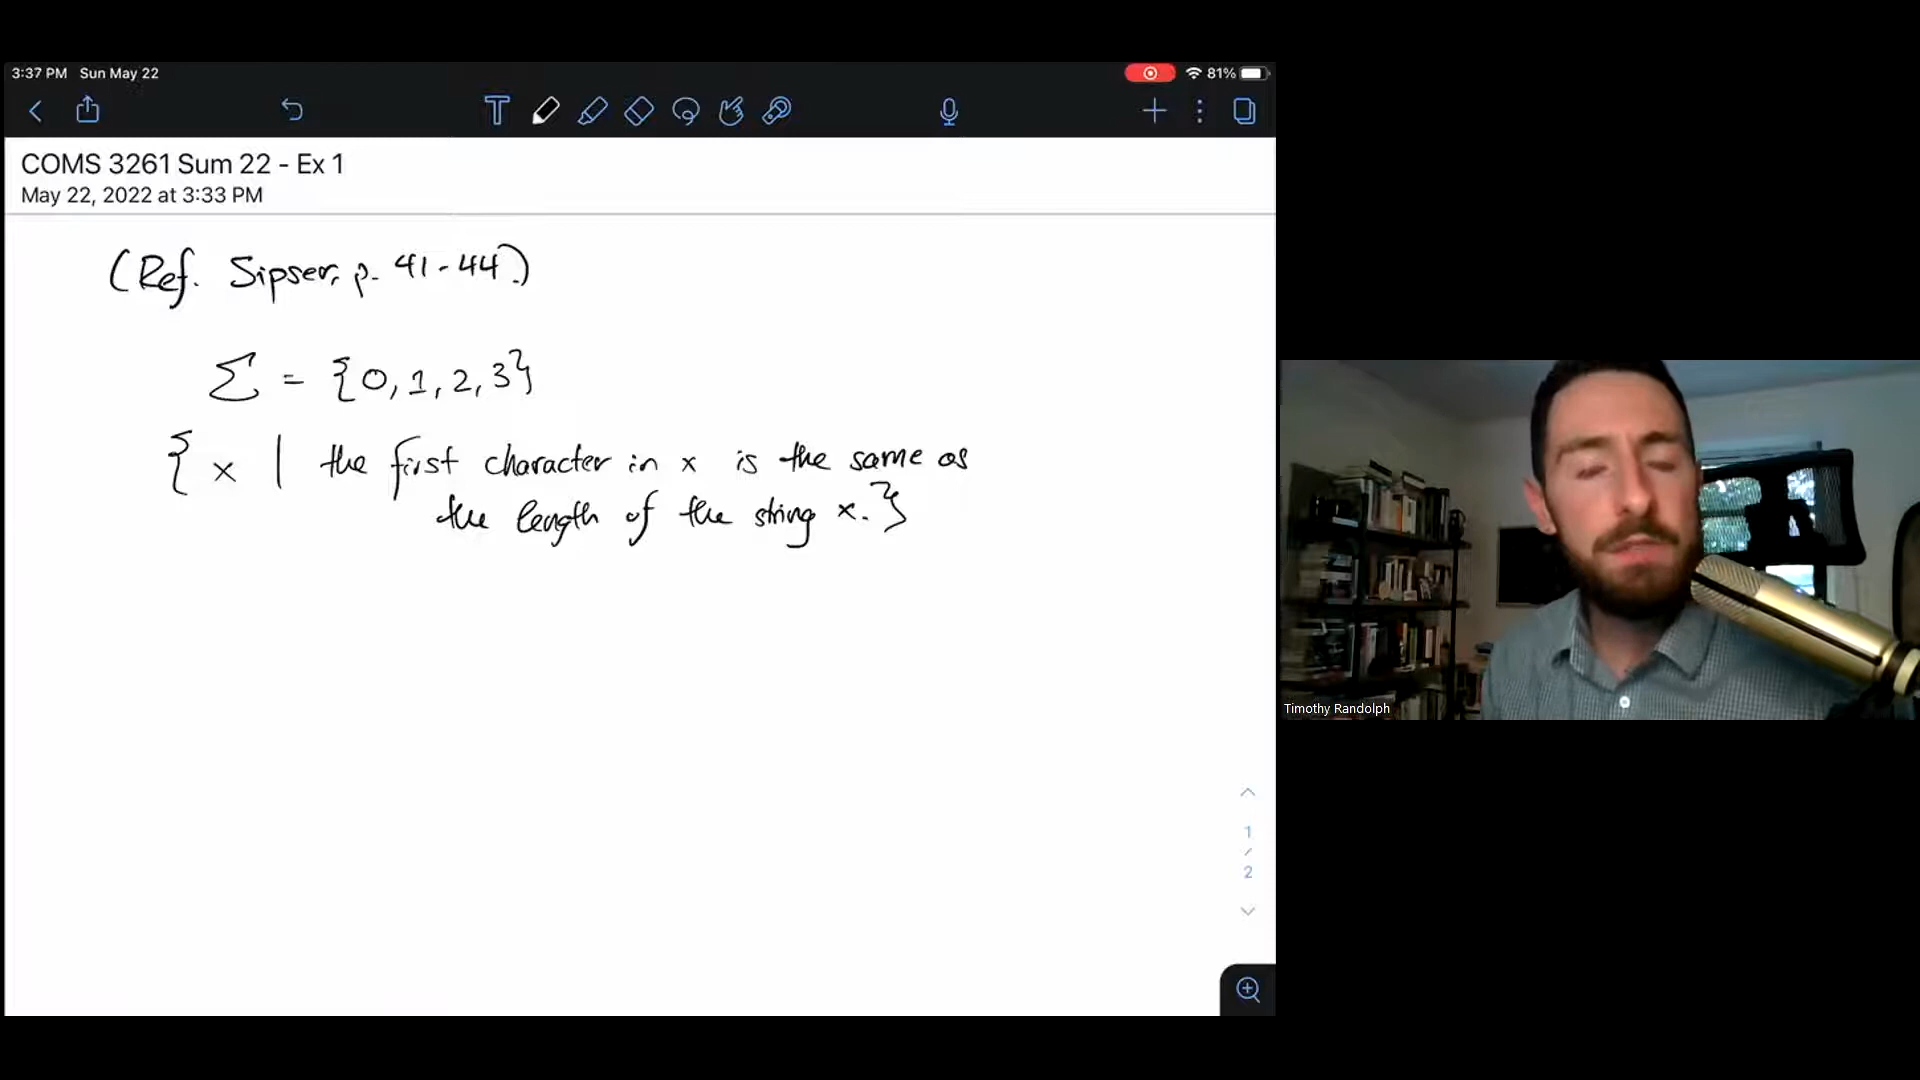 3:37 PM Sun May 22
81%
COMS 3261 Sum 22 - Ex 1
May 22, 2022 at 3:33 PM
(Ref. Sipser, p. 41-44.)
Σ = {0, 1, 2, 3}
{ x | the first character in x is the same as
the length of the string x. }
Timothy Randolph
1
/
2